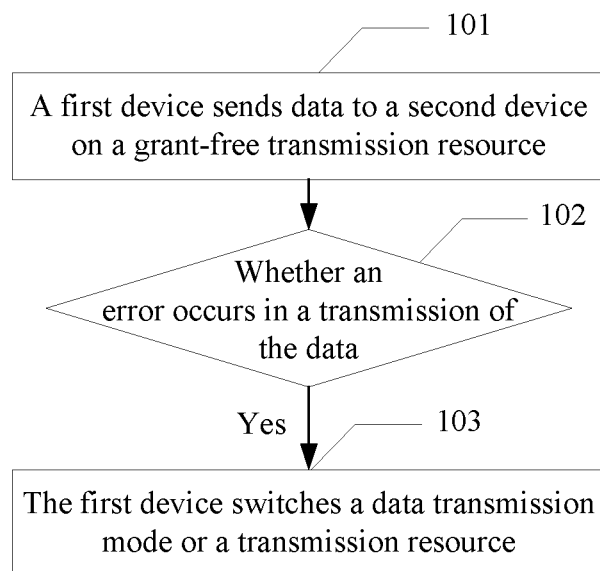 101
A first device sends data to a second device
on a grant-free transmission resource
102
Whether an
error occurs in a transmission of
the data
Yes
103
The first device switches a data transmission
mode or a transmission resource